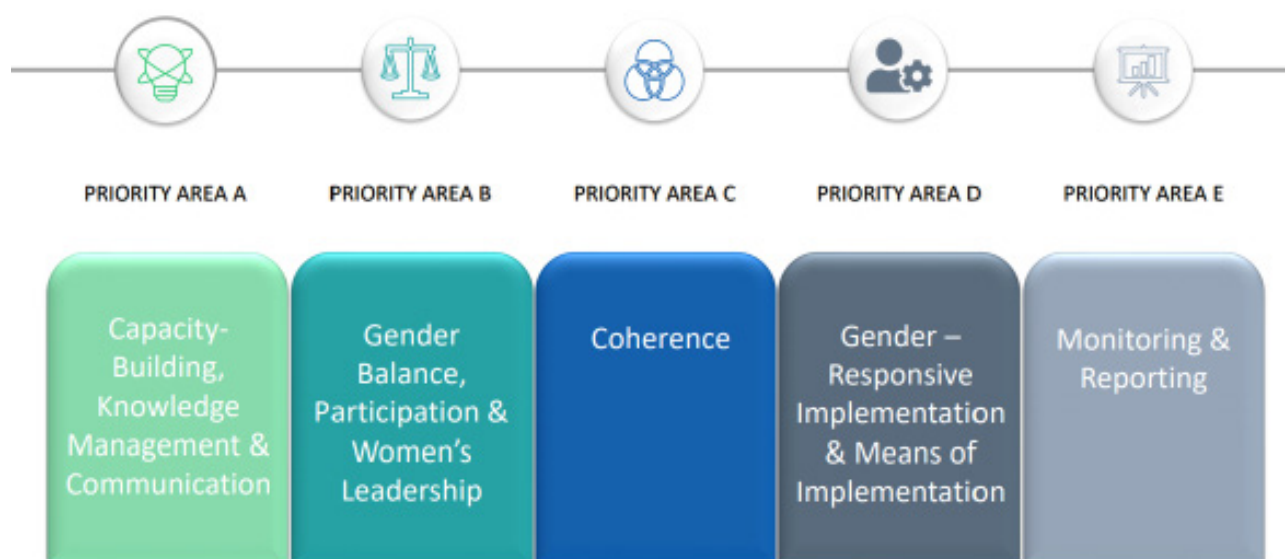 PRIORITY AREA A
PRIORITY AREA B
PRIORITY AREA C
PRIORITY AREA D
PRIORITY AREA E
Capacity-
Building,
Knowledge
Management &
Communication
Gender
Balance,
Participation &
Women's
Leadership
Coherence
Gender –
Responsive
Implementation
& Means of
Implementation
Monitoring &
Reporting